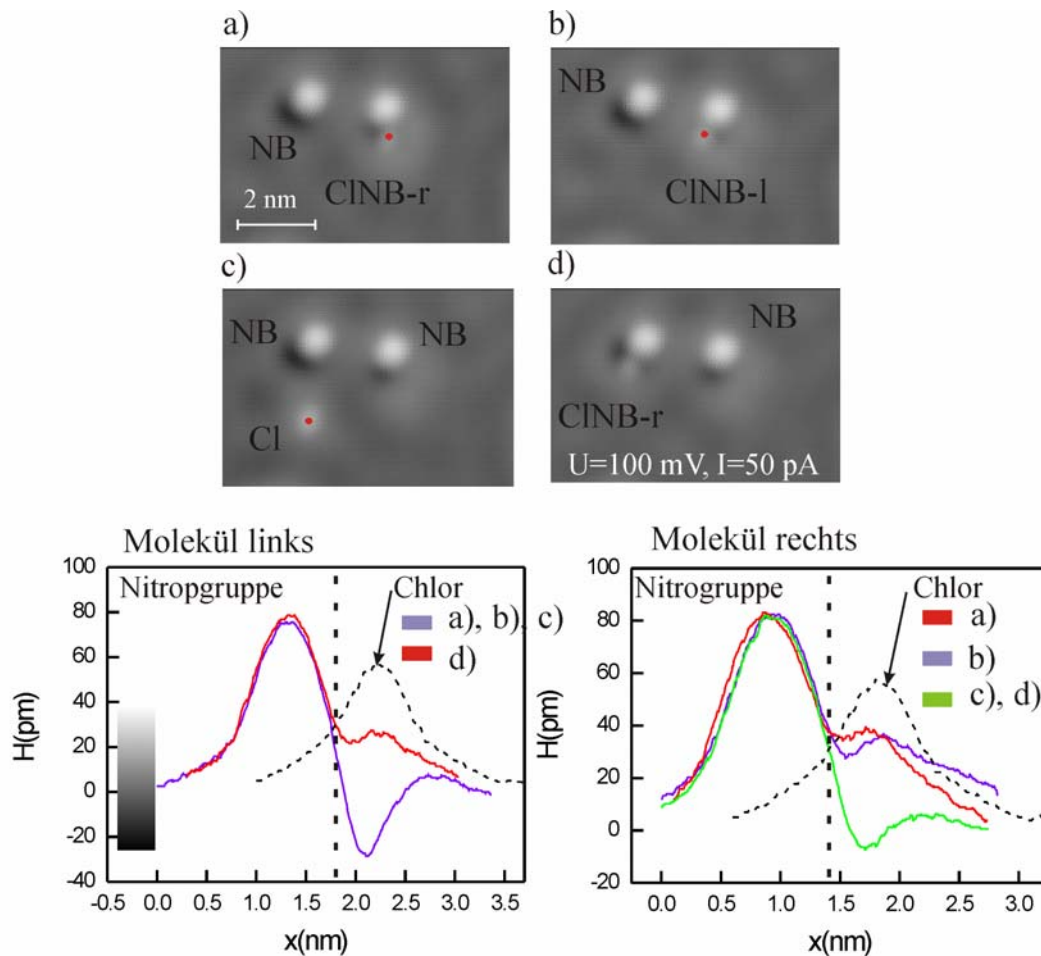 a)
NB
ClNB-r
2 nm
b)
NB
ClNB-l
c)
NB
NB
Cl
d)
NB
ClNB-r
U=100 mV, I=50 pA
Molekül links
Nitropgruppe
Chlor
a), b), c)
d)
H(pm)
100
80
60
40
20
0
-20
-40
-0.5 0.0 0.5 1.0 1.5 2.0 2.5 3.0 3.5
x(nm)
Molekül rechts
Nitrogruppe
Chlor
a)
b)
c), d)
H(pm)
100
80
60
40
20
0
-20
0.0 0.5 1.0 1.5 2.0 2.5 3.0
x(nm)